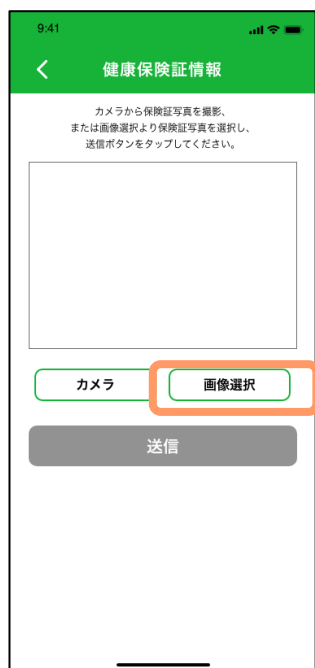 9:41
健康保険証情報
カメラから保険証写真を撮影、
または画像選択より保険証写真を選択し、
送信ボタンをタップしてください。
カメラ
画像選択
送信